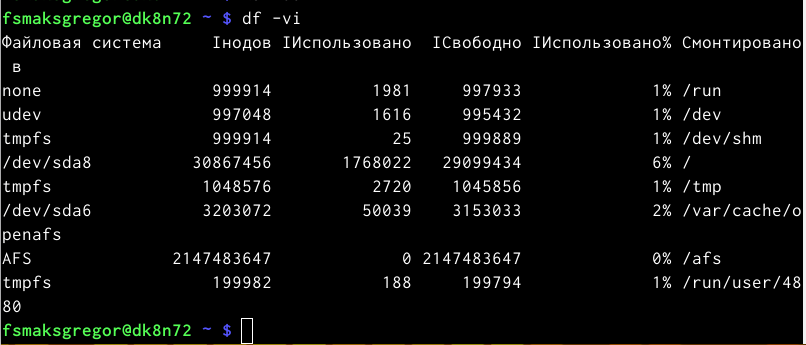 fsmaksgregor@dk8n72 ~ $ df -vi
Файловая система     Iнодов IИспользовано   IСвободно IИспользовано% Смонтировано
 в
none                 999914          1981      997933             1% /run
udev                 997048          1616      995432             1% /dev
tmpfs                999914            25      999889             1% /dev/shm
/dev/sda8          30867456       1768022    29099434             6% /
tmpfs               1048576          2720     1045856             1% /tmp
/dev/sda6           3203072         50039     3153033             2% /var/cache/o
penafs
AFS              2147483647             0  2147483647             0% /afs
tmpfs                199982           188      199794             1% /run/user/48
80
fsmaksgregor@dk8n72 ~ $